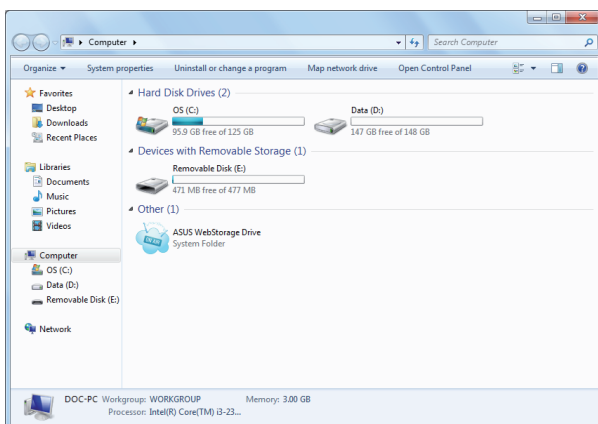 Computer
Search Computer
Organize
System properties
Uninstall or change a program
Map network drive
Open Control Panel
Favorites
Desktop
Downloads
Recent Places
Libraries
Documents
Music
Pictures
Videos
Computer
OS (C:)
Data (D:)
Removable Disk (E:)
Network
Hard Disk Drives (2)
OS (C:)
95.9 GB free of 125 GB
Data (D:)
147 GB free of 148 GB
Devices with Removable Storage (1)
Removable Disk (E:)
471 MB free of 477 MB
Other (1)
ASUS WebStorage Drive
System Folder
DOC-PC Workgroup: WORKGROUP Memory: 3.00 GB
Processor: Intel(R) Core(TM) i3-23...